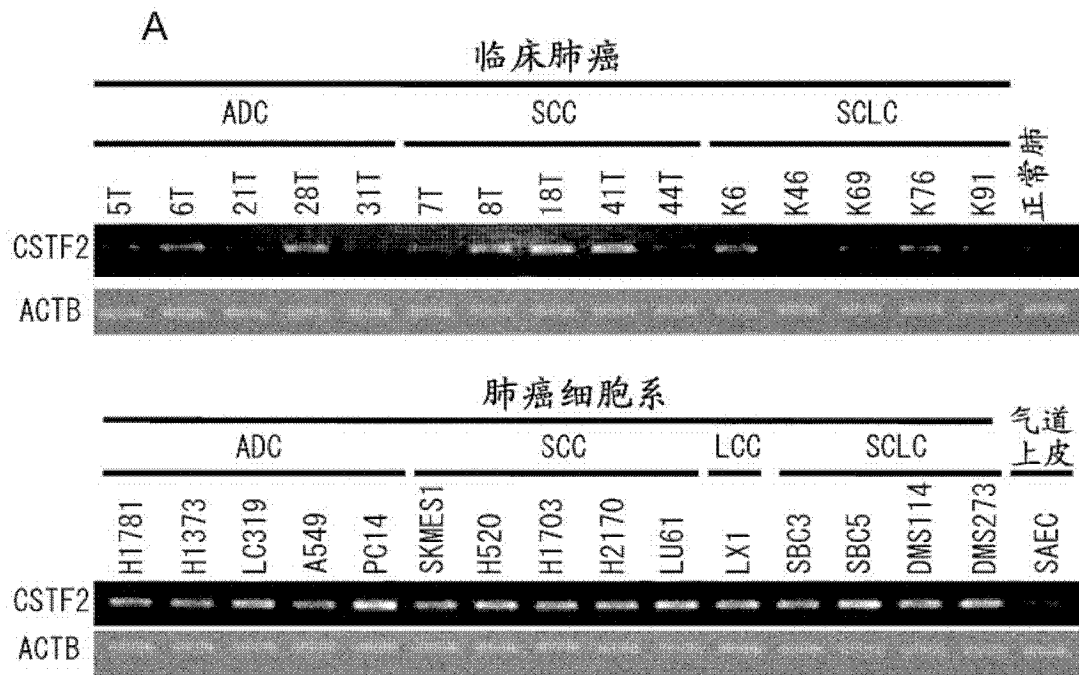 A
临床肺癌
ADC SCC SCLC
5T 6T 21T 28T 31T 7T 8T 18T 41T 44T K6 K46 K69 K76 K91 正常肺
CSTF2
ACTB
肺癌细胞系
ADC SCC LCC SCLC 气道上皮
H1781 H1373 LC319 A549 PC14 SKMES1 H520 H1703 H2170 LU61 LX1 SBC3 SBC5 DMS114 DMS273 SAEC
CSTF2
ACTB